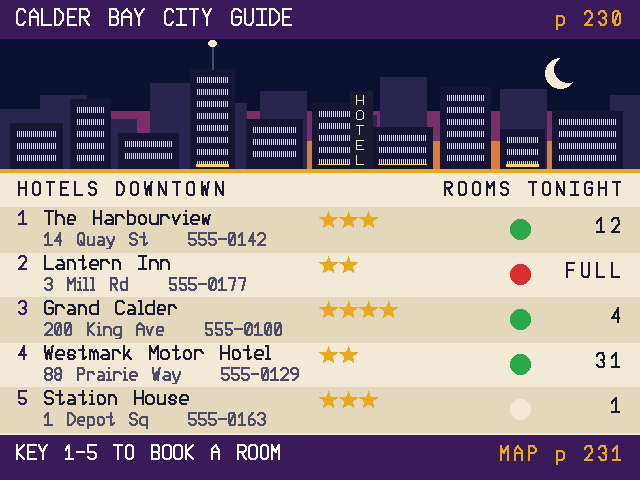 CALDER BAY CITY GUIDE p 230
HOTEL
HOTELS DOWNTOWN ROOMS TONIGHT
1 The Harbourview 12
14 Quay St 555-0142
2 Lantern Inn FULL
3 Mill Rd 555-0177
3 Grand Calder 4
200 King Ave 555-0100
4 Westmark Motor Hotel 31
88 Prairie Way 555-0129
5 Station House 1
1 Depot Sq 555-0163
KEY 1-5 TO BOOK A ROOM MAP p 231